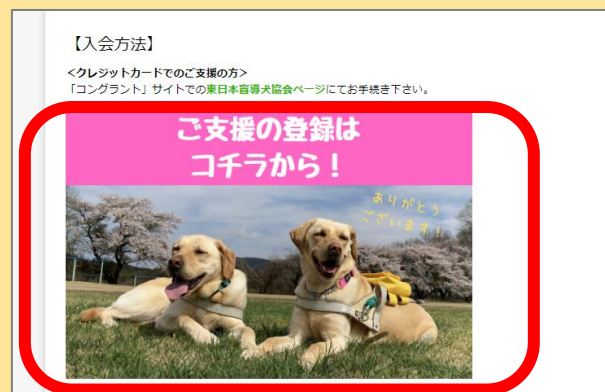 【入会方法】
<クレジットカードでのご支援の方>
「コングラント」サイトでの東日本盲導犬協会ページにてお手続き下さい。
ご支援の登録は
コチラから！
ありがとう
ございます！